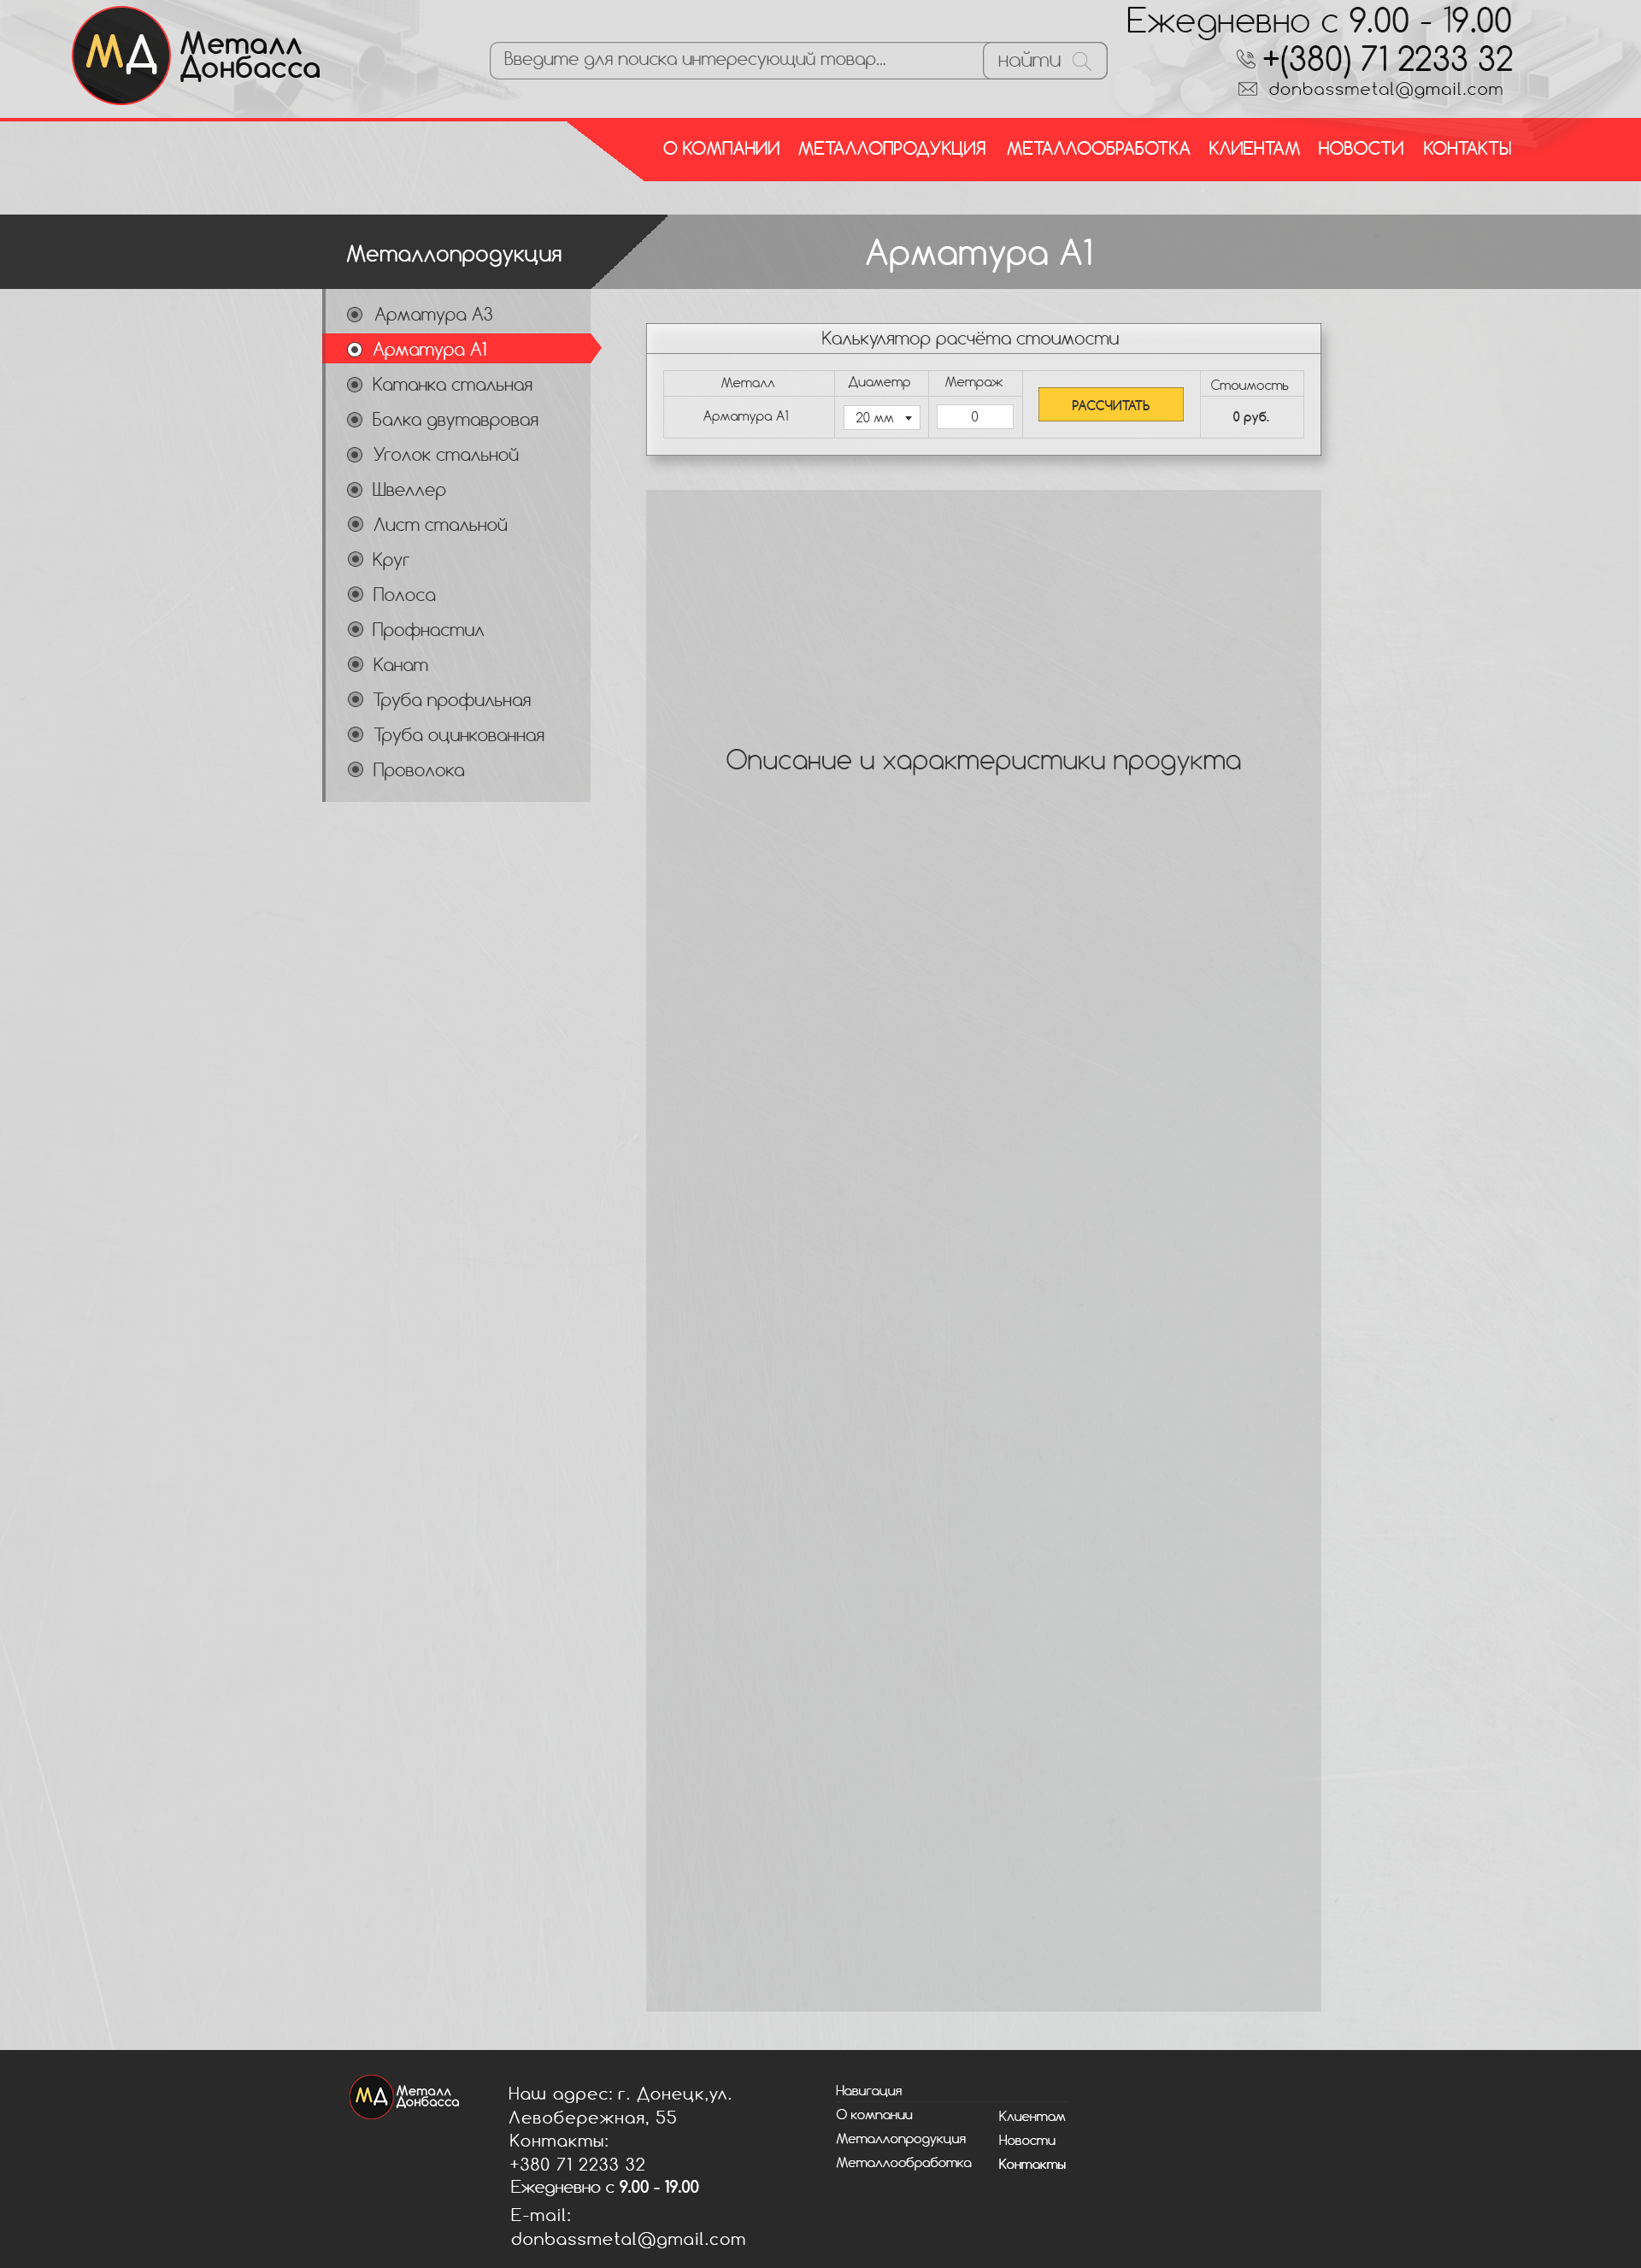 МД
Металл
Донбасса
Введите для поиска интересующий товар...
найти
Ежедневно с 9.00 - 19.00
+(380) 71 2233 32
donbassmetal@gmail.com
О КОМПАНИИ МЕТАЛЛОПРОДУКЦИЯ МЕТАЛЛООБРАБОТКА КЛИЕНТАМ НОВОСТИ КОНТАКТЫ
Металлопродукция
Арматура А1
Арматура А3
Арматура А1
Катанка стальная
Балка двутавровая
Уголок стальной
Швеллер
Лист стальной
Круг
Полоса
Профнастил
Канат
Труба профильная
Труба оцинкованная
Проволока
Калькулятор расчёта стоимости
Металл Диаметр Метраж Стоимость
Арматура А1 20 мм 0 РАССЧИТАТЬ 0 руб.
Описание и характеристики продукта
МД
Металл
Донбасса
Наш адрес: г. Донецк,ул.
Левобережная, 55
Контакты:
+380 71 2233 32
Ежедневно с 9.00 - 19.00
E-mail:
donbassmetal@gmail.com
Навигация
О компании
Металлопродукция
Металлообработка
Клиентам
Новости
Контакты